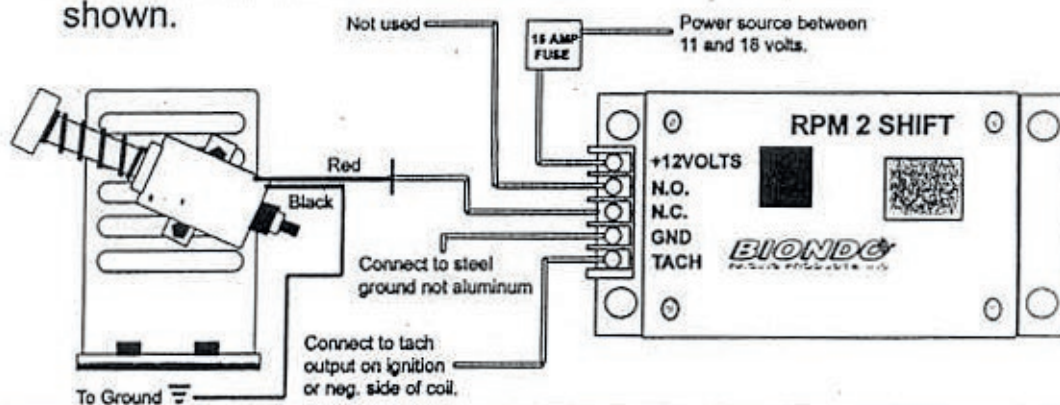 shown.
Not used
15 AMP
FUSE
Power source between
11 and 16 volts.
RPM 2 SHIFT
+12VOLTS
N.O.
N.C.
GND
TACH
BIONDO
Red
Black
Connect to steel
ground not aluminum
Connect to tach
output on ignition
or neg. side of coil.
To Ground